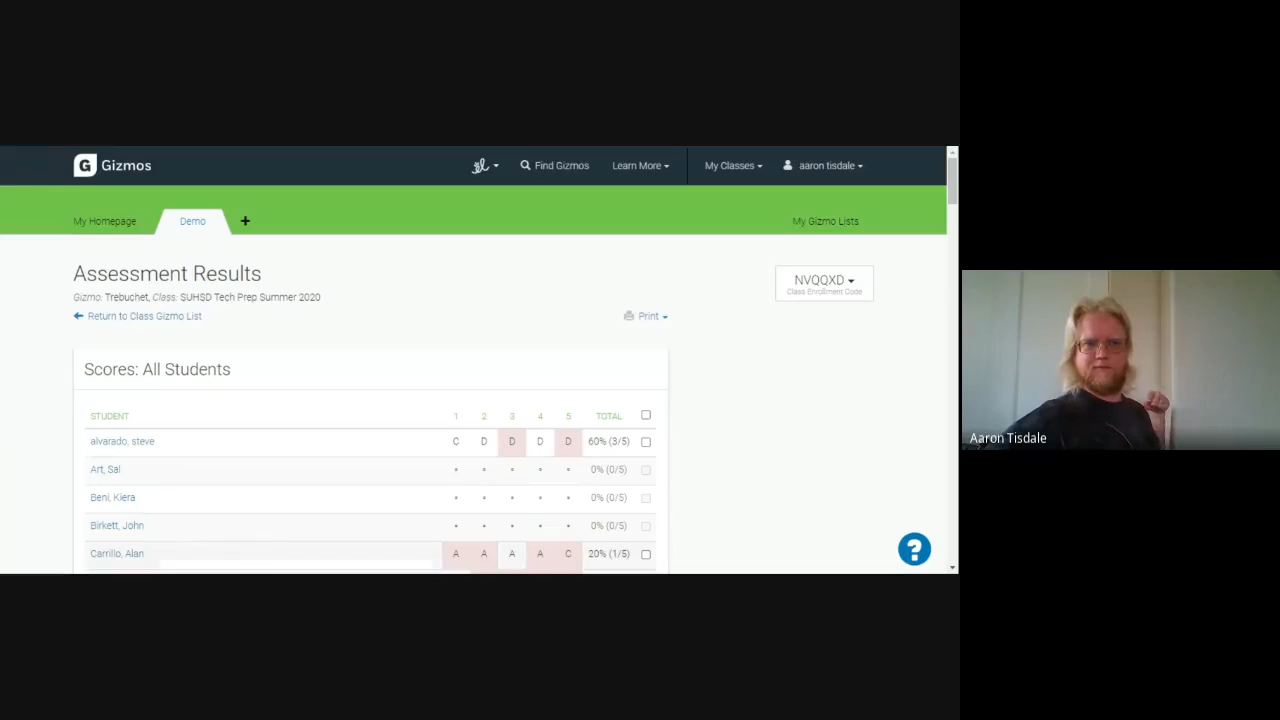 G Gizmos
Find Gizmos Learn More My Classes aaron tisdale
My Homepage Demo + My Gizmo Lists
Assessment Results
Gizmo: Trebuchet, Class: SUHSD Tech Prep Summer 2020
Return to Class Gizmo List
Print
NVQQXD
Class Enrollment Code
Scores: All Students
STUDENT 1 2 3 4 5 TOTAL
alvarado, steve C D D D D 60% (3/5)
Art, Sal • • • • • 0% (0/5)
Beni, Kiera • • • • • 0% (0/5)
Birkett, John • • • • • 0% (0/5)
Carrillo, Alan A A A A C 20% (1/5)
?
Aaron Tisdale